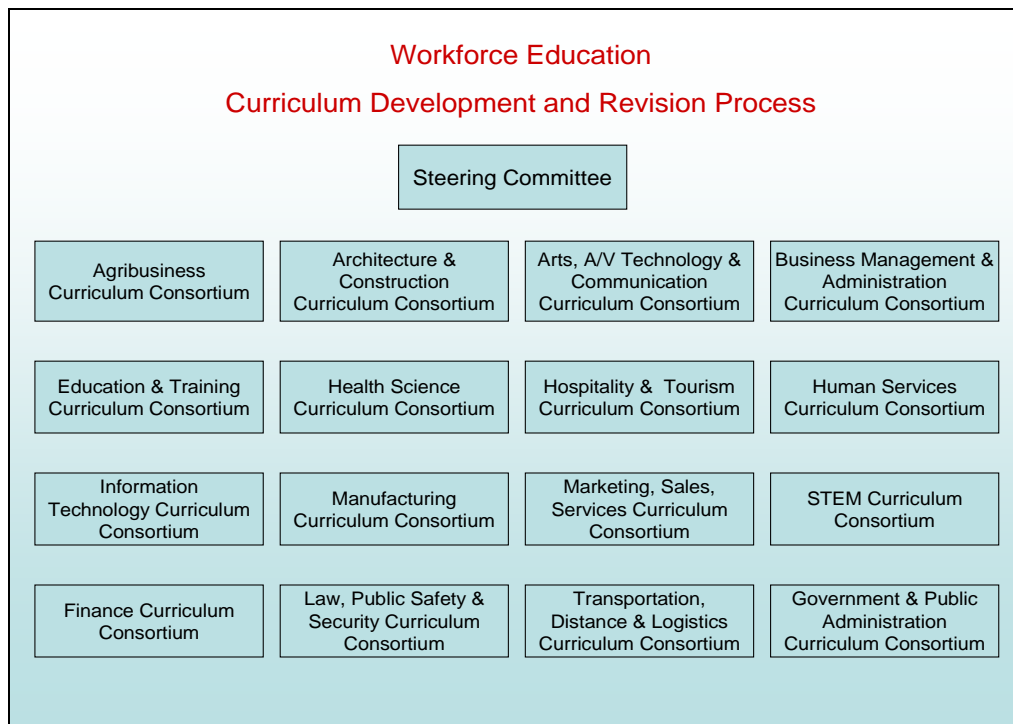 Workforce Education
Curriculum Development and Revision Process
Steering Committee
Agribusiness
Curriculum Consortium
Architecture &
Construction
Curriculum Consortium
Arts, A/V Technology &
Communication
Curriculum Consortium
Business Management &
Administration
Curriculum Consortium
Education & Training
Curriculum Consortium
Health Science
Curriculum Consortium
Hospitality & Tourism
Curriculum Consortium
Human Services
Curriculum Consortium
Information
Technology Curriculum
Consortium
Manufacturing
Curriculum Consortium
Marketing, Sales,
Services Curriculum
Consortium
STEM Curriculum
Consortium
Finance Curriculum
Consortium
Law, Public Safety &
Security Curriculum
Consortium
Transportation,
Distance & Logistics
Curriculum Consortium
Government & Public
Administration
Curriculum Consortium